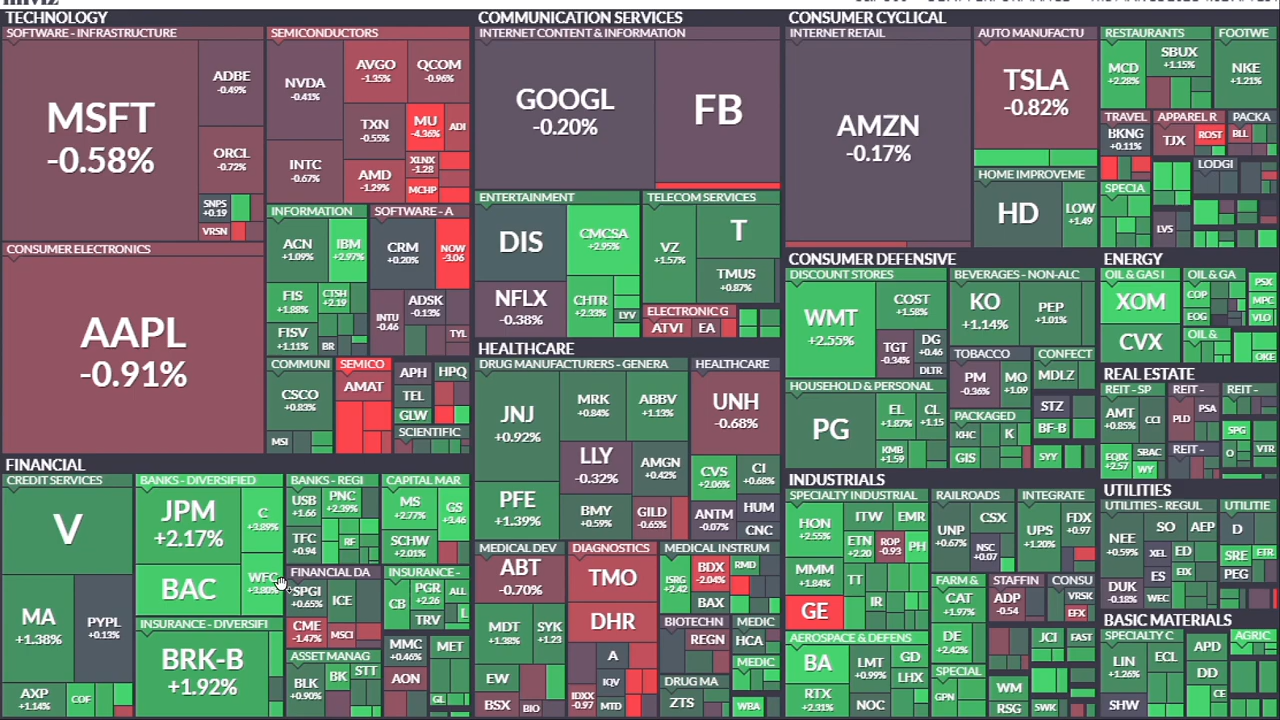 TECHNOLOGY
SOFTWARE - INFRASTRUCTURE
MSFT
-0.58%
ADBE
-0.49%
ORCL
-0.72%
SNPS
+0.19
VRSN
SEMICONDUCTORS
NVDA
-0.41%
AVGO
-1.35%
QCOM
-0.96%
TXN
-0.55%
MU
-4.36%
ADI
INTC
-0.67%
AMD
-1.29%
XLNX
-1.28
MCHP
CONSUMER ELECTRONICS
AAPL
-0.91%
INFORMATION
ACN
+1.09%
IBM
+2.97%
FIS
+1.88%
CTSH
+2.19
FISV
+1.11%
BR
SOFTWARE - A
CRM
+0.20%
NOW
-3.06
INTU
-0.46
ADSK
-0.13%
TYL
COMMUNI
CSCO
+0.83%
MSI
SEMICO
AMAT
APH
HPQ
TEL
GLW
SCIENTIFIC
COMMUNICATION SERVICES
INTERNET CONTENT & INFORMATION
GOOGL
-0.20%
FB
ENTERTAINMENT
DIS
CMCSA
+2.95%
NFLX
-0.38%
CHTR
+2.33%
LYV
TELECOM SERVICES
VZ
+1.57%
T
TMUS
+0.87%
ELECTRONIC G
ATVI
EA
CONSUMER CYCLICAL
INTERNET RETAIL
AMZN
-0.17%
AUTO MANUFACTU
TSLA
-0.82%
HOME IMPROVEME
HD
LOW
+1.49
RESTAURANTS
MCD
+2.28%
SBUX
+1.15%
FOOTWE
NKE
+1.21%
TRAVEL
BKNG
+0.11%
APPAREL R
TJX
ROST
PACKA
BLL
LODGI
SPECIA
LVS
HEALTHCARE
DRUG MANUFACTURERS - GENERA
JNJ
+0.92%
MRK
+0.84%
ABBV
+1.13%
PFE
+1.39%
LLY
-0.32%
AMGN
+0.42%
BMY
+0.59%
GILD
-0.65%
HEALTHCARE
UNH
-0.68%
CVS
+2.06%
CI
+0.68%
ANTM
-0.07%
HUM
CNC
MEDICAL DEV
ABT
-0.70%
MDT
+1.38%
SYK
+1.23
EW
BSX
BIO
DIAGNOSTICS
TMO
DHR
A
IQV
IDXX
-0.97
MTD
MEDICAL INSTRUM
ISRG
+2.42
BDX
-2.04%
RMD
BAX
BIOTECHN
REGN
MEDIC
HCA
DRUG MA
ZTS
MEDIC
WBA
CONSUMER DEFENSIVE
DISCOUNT STORES
WMT
+2.55%
COST
+1.58%
TGT
-0.34%
DG
+0.46
DLTR
BEVERAGES - NON-ALC
KO
+1.14%
PEP
+1.01%
TOBACCO
PM
-0.36%
MO
+1.09
CONFECT
MDLZ
HOUSEHOLD & PERSONAL
PG
EL
+1.87%
CL
+1.15
KMB
+1.59
PACKAGED
KHC
K
GIS
STZ
BF-B
SYY
ENERGY
OIL & GAS I
XOM
CVX
OIL & GA
COP
EOG
PSX
MPC
VLO
OIL &
OKE
REAL ESTATE
REIT - SP
AMT
+0.85%
CCI
EQIX
+2.57
SBAC
WY
REIT -
PLD
PSA
REIT -
SPG
REIT -
O
VTR
FINANCIAL
CREDIT SERVICES
V
MA
+1.38%
PYPL
+0.13%
AXP
+1.14%
COF
BANKS - DIVERSIFIED
JPM
+2.17%
C
+3.89%
BAC
WFC
+3.80%
INSURANCE - DIVERSIFI
BRK-B
+1.92%
BANKS - REGI
USB
+1.66
PNC
+2.39%
TFC
+0.94
RF
CAPITAL MAR
MS
+2.77%
GS
+3.46
SCHW
+2.01%
FINANCIAL DA
SPGI
+0.65%
ICE
CME
-1.47%
MSCI
INSURANCE -
CB
PGR
+2.26
ALL
TRV
L
ASSET MANAG
BLK
+0.90%
BK
STT
MMC
+0.46%
MET
AON
GL
INDUSTRIALS
SPECIALTY INDUSTRIAL
HON
+2.55%
ITW
EMR
ETN
+2.20
ROP
-0.93
PH
MMM
+1.84%
TT
GE
IR
RAILROADS
UNP
+0.67%
CSX
NSC
+0.07
INTEGRATE
UPS
+1.20%
FDX
+0.97
AEROSPACE & DEFENS
BA
LMT
+0.99%
GD
LHX
RTX
+2.31%
NOC
FARM &
CAT
+1.97%
DE
+2.42%
SPECIAL
GPN
STAFFIN
ADP
-0.54
CONSU
VRSK
EFX
JCI
FAST
WM
RSG
SWK
UTILITIES
UTILITIES - REGUL
NEE
+0.59%
SO
AEP
XEL
ED
ES
EIX
DUK
-0.18%
WEC
UTILITIE
D
SRE
ETR
PEG
BASIC MATERIALS
SPECIALTY C
LIN
+1.26%
ECL
SHW
APD
DD
CE
AGRIC